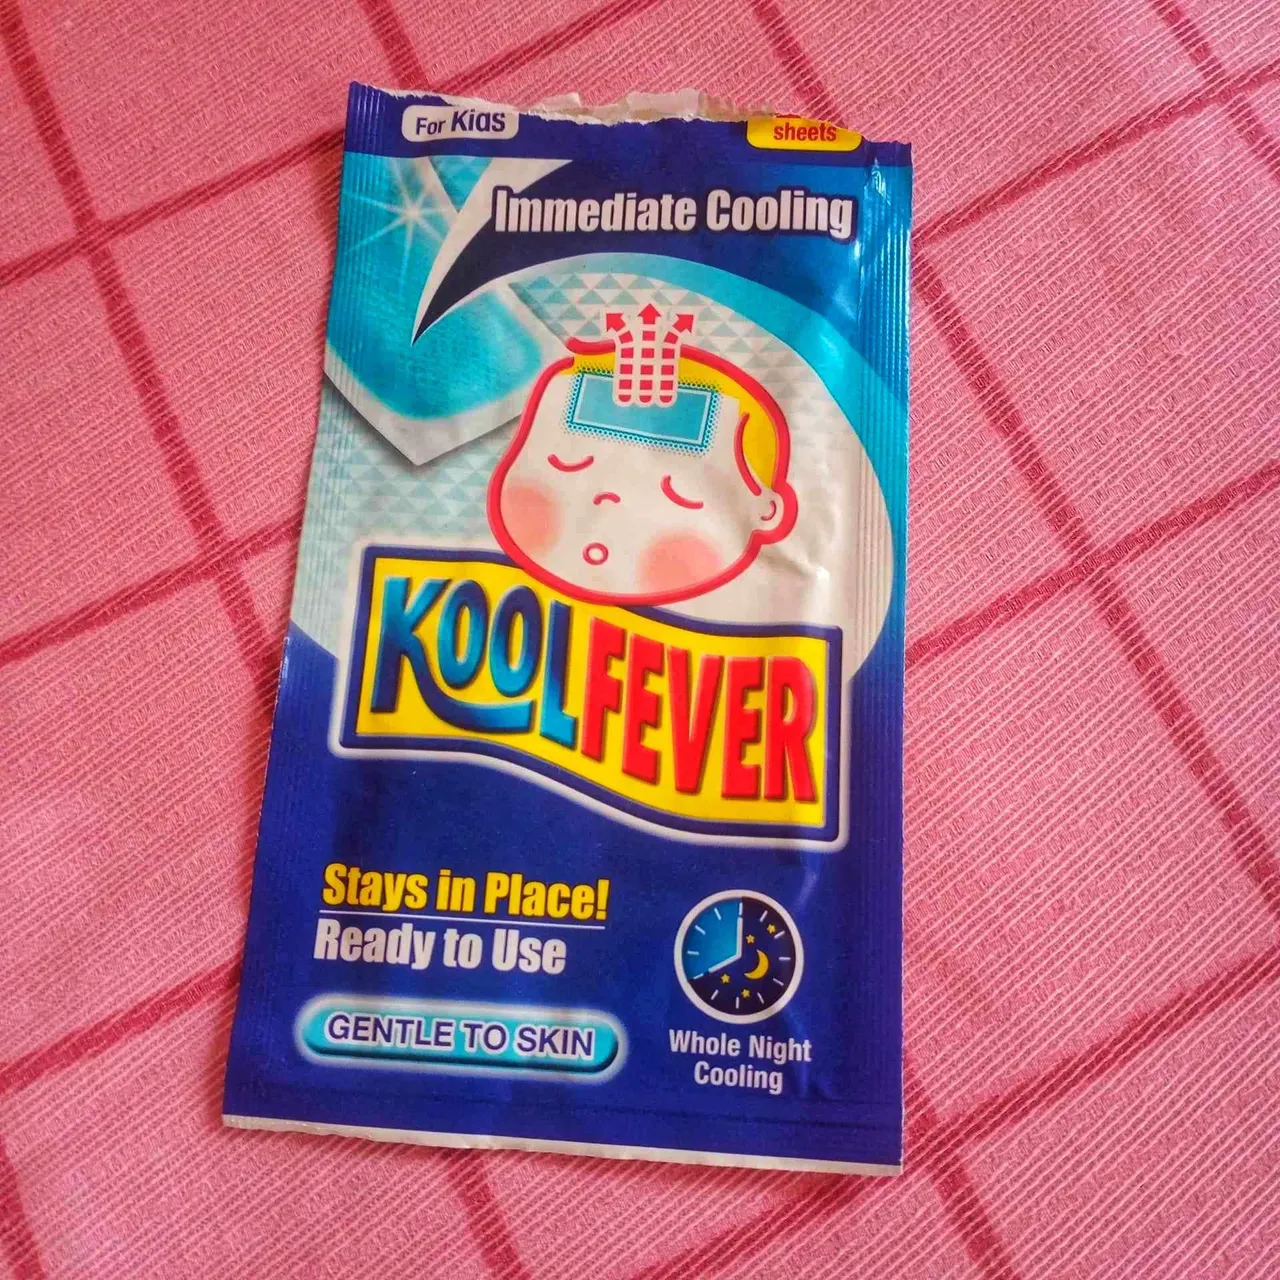 For Kids
sheets
Immediate Cooling
KOOLFEVER
Stays in Place!
Ready to Use
GENTLE TO SKIN
Whole Night
Cooling